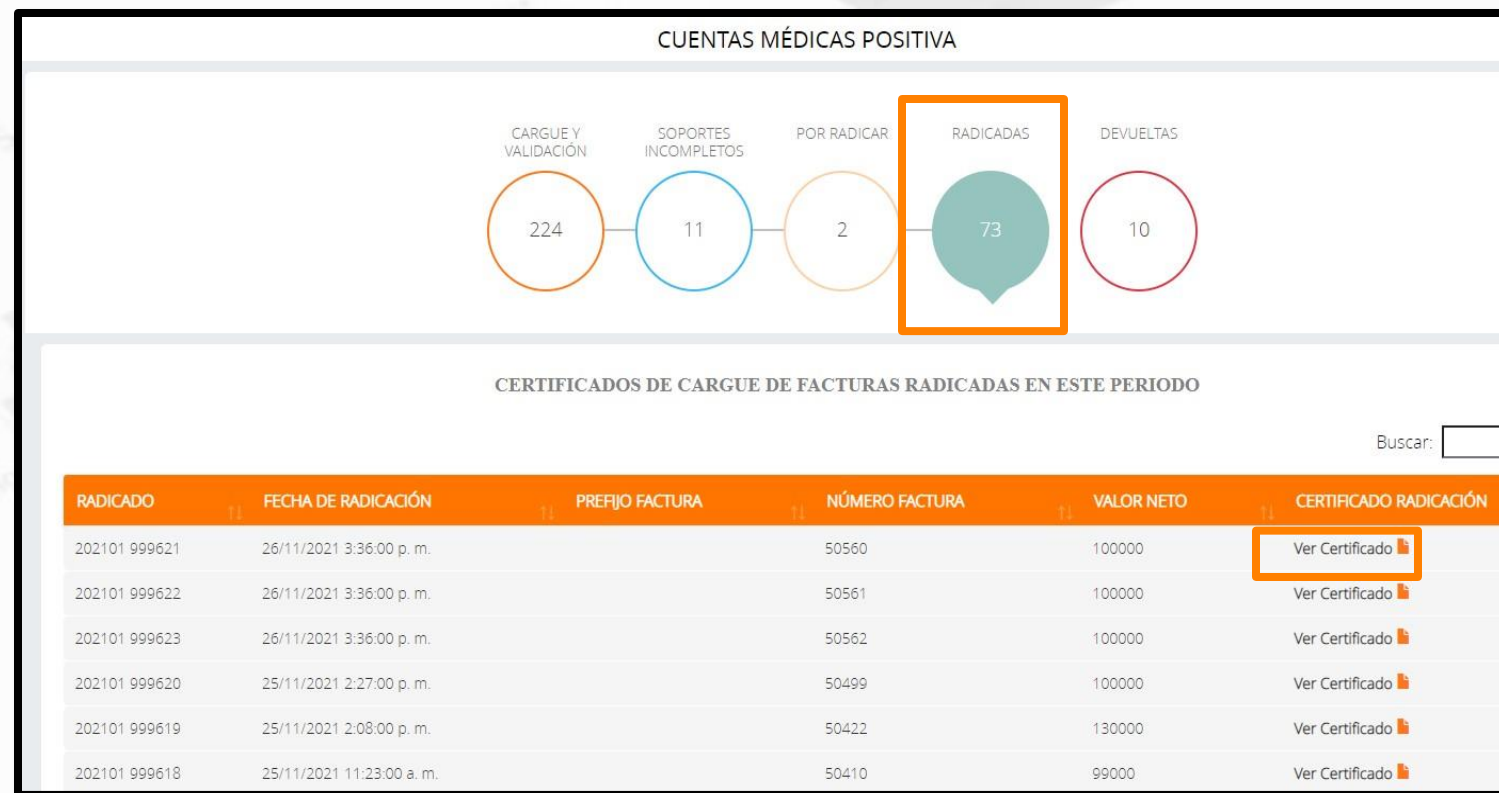 CUENTAS MÉDICAS POSITIVA
CARGUE Y
VALIDACIÓN
SOPORTES
INCOMPLETOS
POR RADICAR
RADICADAS
DEVUELTAS
224
11
2
73
10
CERTIFICADOS DE CARGUE DE FACTURAS RADICADAS EN ESTE PERIODO
Buscar:
RADICADO FECHA DE RADICACIÓN PREFIJO FACTURA NÚMERO FACTURA VALOR NETO CERTIFICADO RADICACIÓN
202101 999621 26/11/2021 3:36:00 p. m. 50560 100000 Ver Certificado
202101 999622 26/11/2021 3:36:00 p. m. 50561 100000 Ver Certificado
202101 999623 26/11/2021 3:36:00 p. m. 50562 100000 Ver Certificado
202101 999620 25/11/2021 2:27:00 p. m. 50499 100000 Ver Certificado
202101 999619 25/11/2021 2:08:00 p. m. 50422 130000 Ver Certificado
202101 999618 25/11/2021 11:23:00 a. m. 50410 99000 Ver Certificado